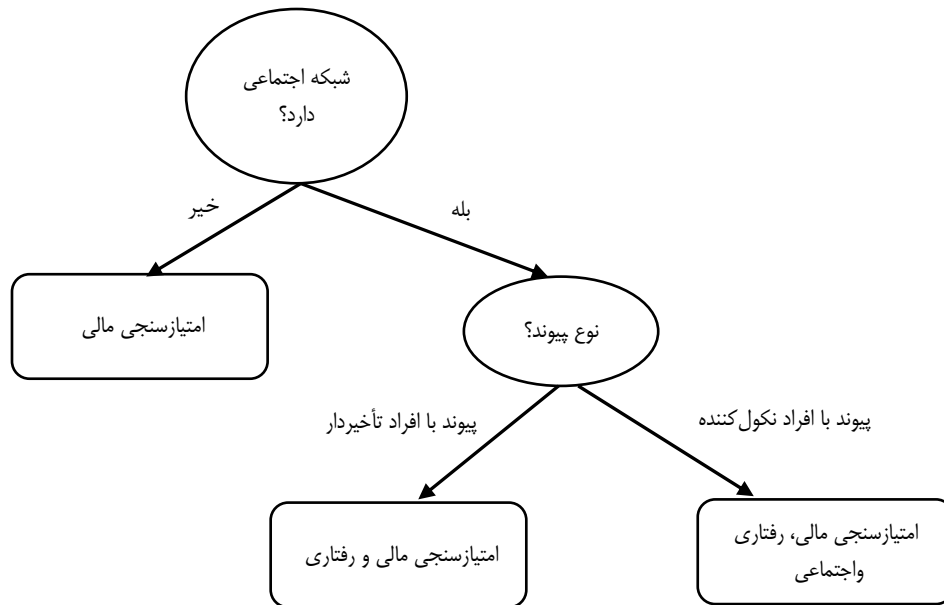 شبکه اجتماعی
دارد؟
خیر
بله
امتیازسنجی مالی
نوع پیوند؟
پیوند با افراد نکول‌کننده
پیوند با افراد تأخیردار
امتیازسنجی مالی، رفتاری
واجتماعی
امتیازسنجی مالی و رفتاری